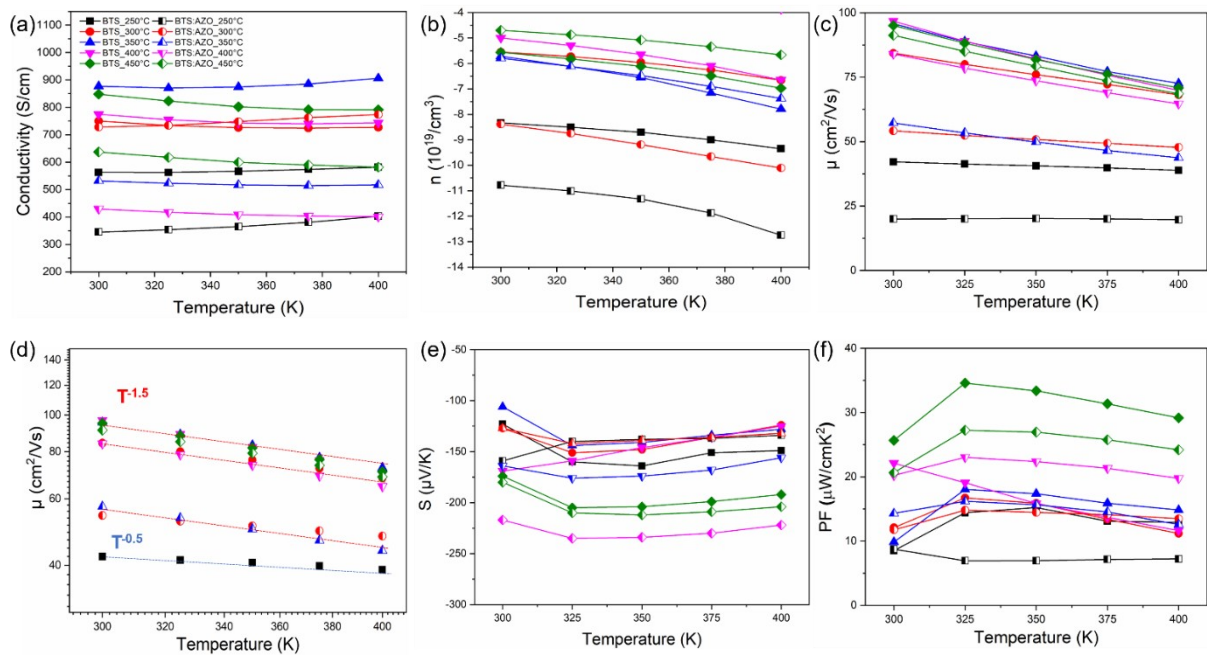 (a)
BTS_250°C BTS:AZO_250°C
BTS_300°C BTS:AZO_300°C
BTS_350°C BTS:AZO_350°C
BTS_400°C BTS:AZO_400°C
BTS_450°C BTS:AZO_450°C
1100
1000
900
800
700
600
500
400
300
200
Conductivity (S/cm)
300 320 340 360 380 400
Temperature (K)
(b)
-4
-5
-6
-7
-8
-9
-10
-11
-12
-13
-14
n (10¹⁹/cm³)
300 320 340 360 380 400
Temperature (K)
(c)
100
75
50
25
0
μ (cm²/Vs)
300 325 350 375 400
Temperature (K)
(d)
140
120
100
80
60
40
μ (cm²/Vs)
T-1.5
T-0.5
300 320 340 360 380 400
Temperature (K)
(e)
-50
-100
-150
-200
-250
-300
S (μV/K)
300 325 350 375 400
Temperature (K)
(f)
40
30
20
10
0
PF (μW/cmK²)
300 325 350 375 400
Temperature (K)